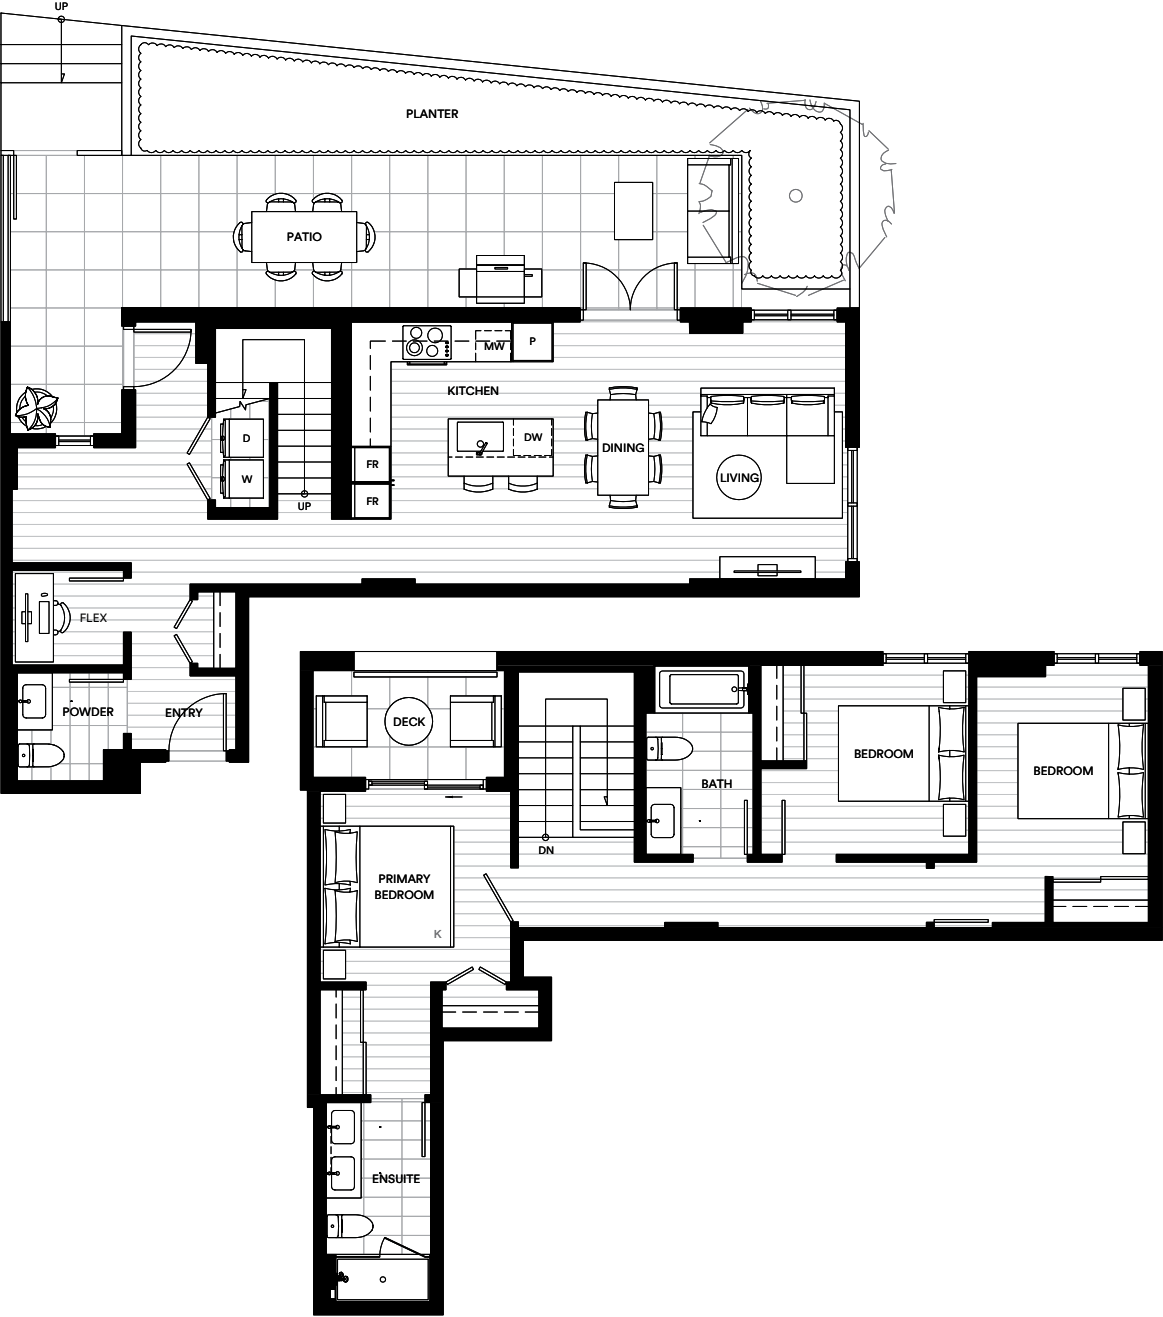 UP
PLANTER
PATIO
MW
P
KITCHEN
D
DW
DINING
FR
W
LIVING
FR
UP
FLEX
POWDER
ENTRY
DECK
BEDROOM
BEDROOM
BATH
DN
PRIMARY
BEDROOM
K
ENSUITE